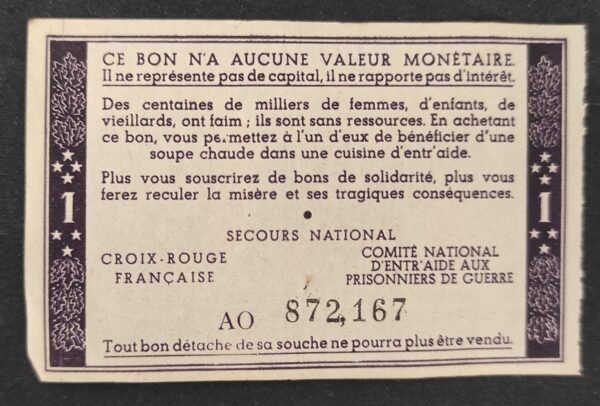 CE BON N'A AUCUNE VALEUR MONÉTAIRE.
Il ne représente pas de capital, il ne rapporte pas d'intérêt.
Des centaines de milliers de femmes, d'enfants, de
vieillards, ont faim ; ils sont sans ressources. En achetant
ce bon, vous permettez à l'un d'eux de bénéficier d'une
soupe chaude dans une cuisine d'entr'aide.
Plus vous souscrirez de bons de solidarité, plus vous
ferez reculer la misère et ses tragiques conséquences.
1
1
SECOURS NATIONAL
CROIX-ROUGE
FRANÇAISE
COMITÉ NATIONAL
D'ENTR'AIDE AUX
PRISONNIERS DE GUERRE
AO 872,167
Tout bon détache de sa souche ne pourra plus être vendu.